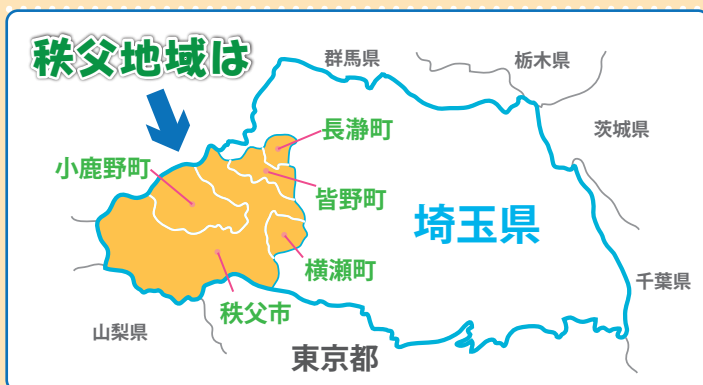 秩父地域は
群馬県
栃木県
茨城県
長瀞町
小鹿野町
皆野町
埼玉県
横瀬町
千葉県
秩父市
山梨県
東京都